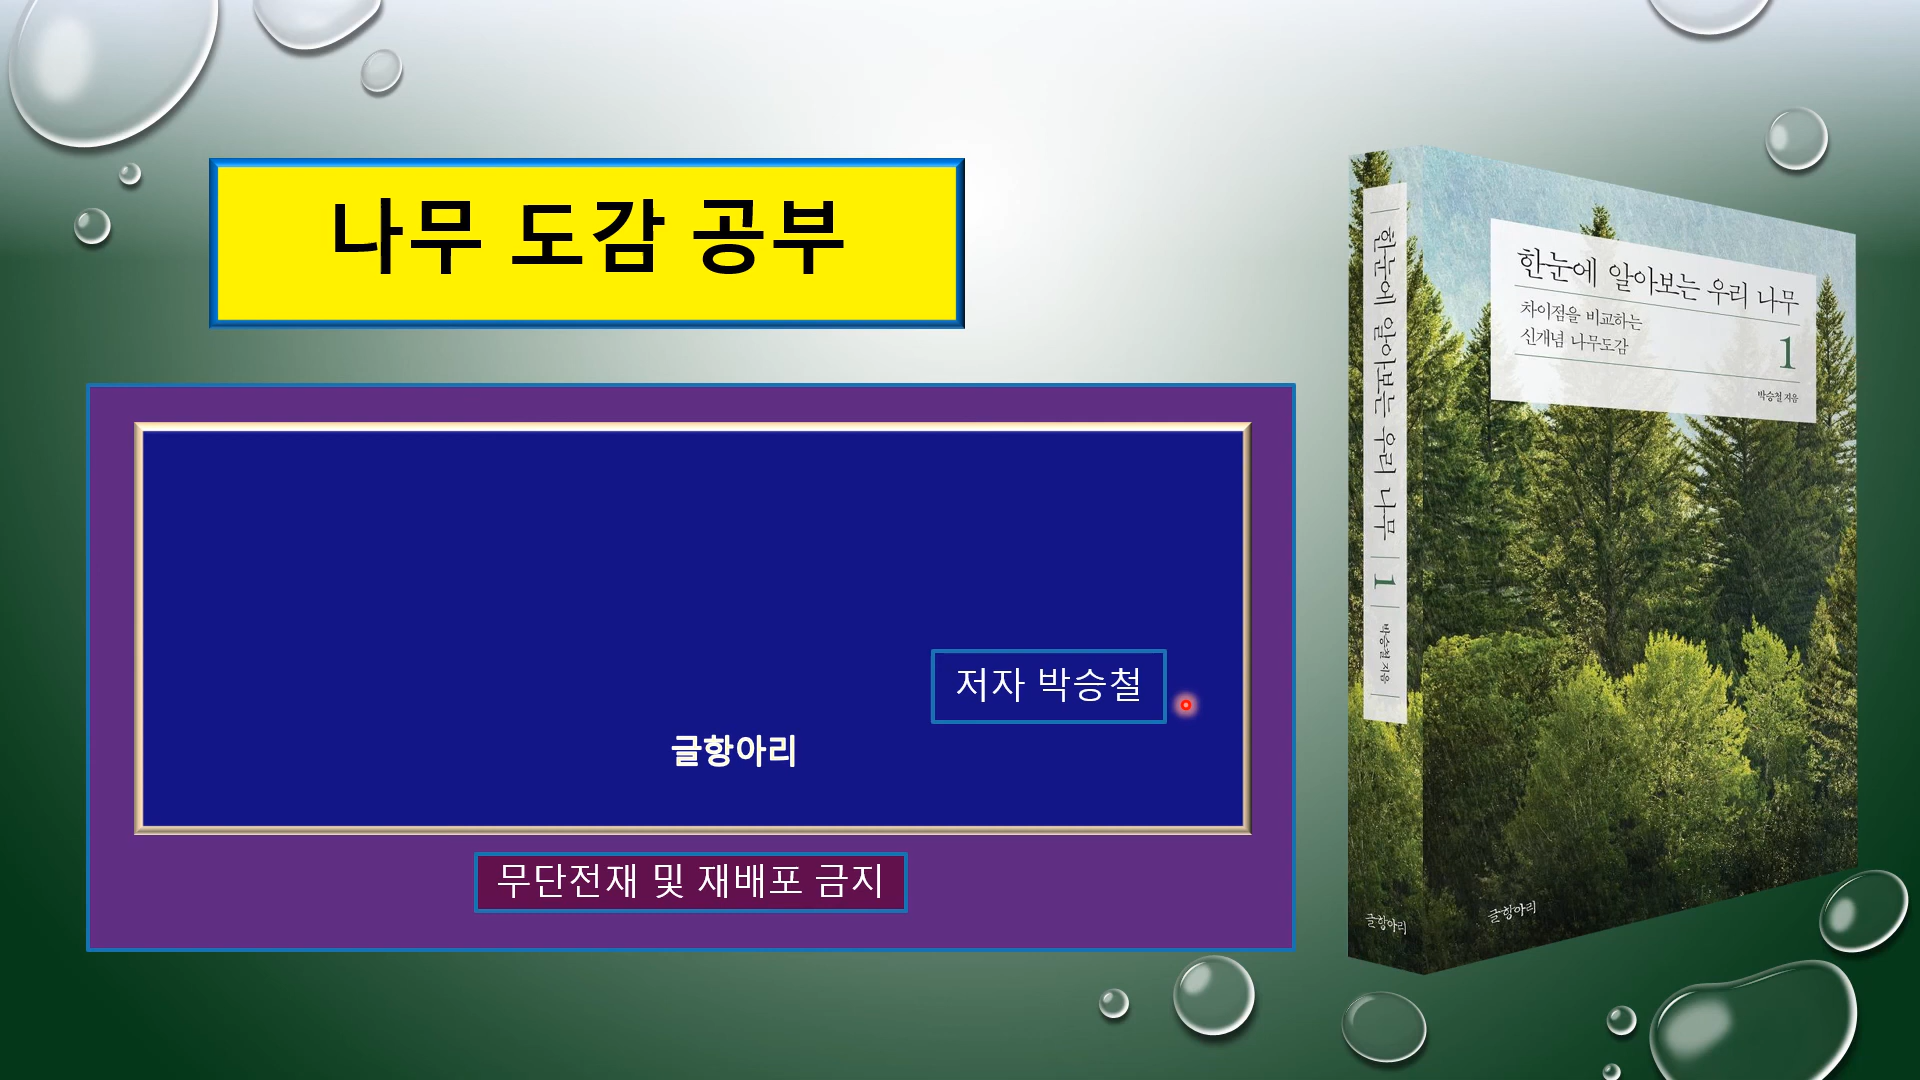 나무 도감 공부
저자 박승철
글항아리
무단전재 및 재배포 금지
한눈에 알아보는 우리 나무 1 박승철 지음
글항아리
한눈에 알아보는 우리 나무
차이점을 비교하는
신개념 나무도감
1
박승철 지음
글항아리